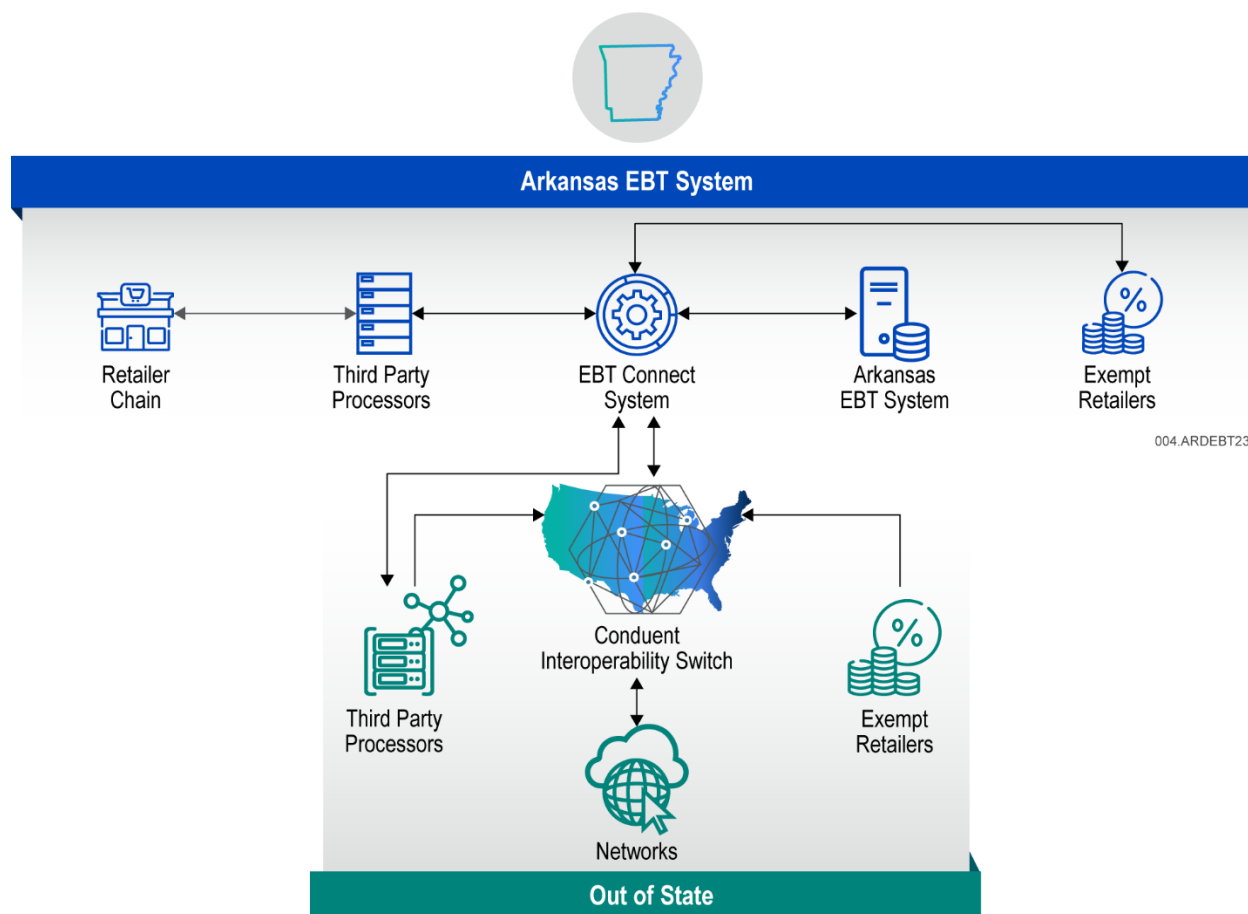 Arkansas EBT System
Retailer
Chain
Third Party
Processors
EBT Connect
System
Arkansas
EBT System
Exempt
Retailers
004.ARDEBT23
Conduent
Interoperability Switch
Third Party
Processors
Exempt
Retailers
Networks
Out of State